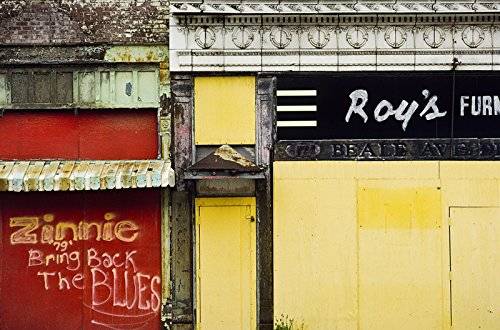 Roy's FURN
BEALE AVE
Zinnie
79'
Bring Back
The BLUES